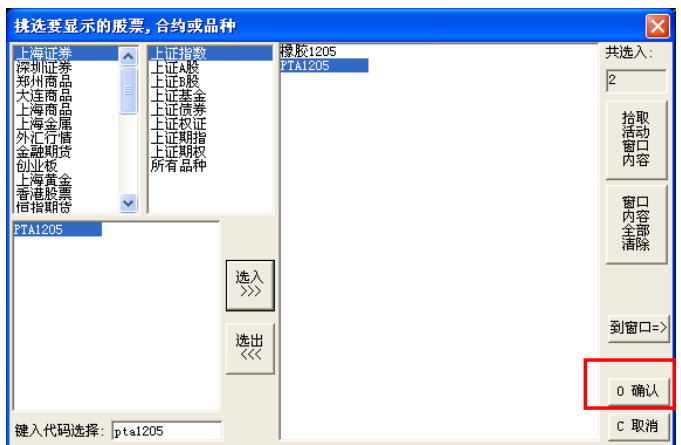 挑选要显示的股票,合约或品种
上海证券
深圳证券
郑州商品
大连商品
上海商品
上海金属
外汇行情
金融期货
创业板
上海黄金
香港股票
恒指期货
上证指数
上证A股
上证B股
上证基金
上证债券
上证权证
上证期指
上证期权
所有品种
橡胶1205
PTA1205
共选入:
2
拾取
活动
窗口
内容
窗口
内容
全部
清除
PTA1205
选入
>>>
选出
<<<
到窗口=>
O 确认
键入代码选择: pta1205
C 取消